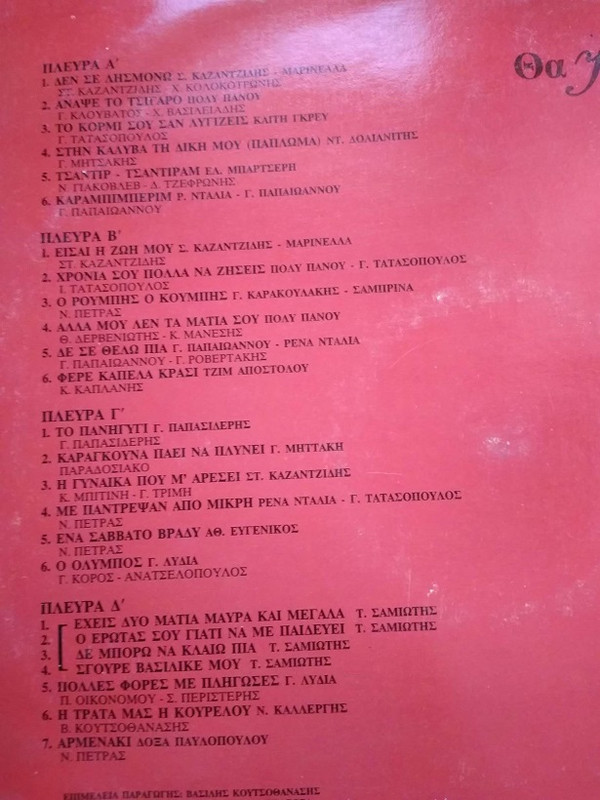 Θα
ΠΛΕΥΡΑ Α'
1. ΔΕΝ ΣΕ ΛΗΣΜΟΝΩ Σ. ΚΑΖΑΝΤΖΙΔΗΣ - ΜΑΡΙΝΕΛΛΑ
ΣΤ. ΚΑΖΑΝΤΖΙΔΗΣ - Χ. ΚΟΛΟΚΟΤΡΩΝΗΣ
2. ΑΝΑΨΕ ΤΟ ΤΣΙΓΑΡΟ ΠΟΛΥ ΠΑΝΟΥ
Γ. ΚΛΟΥΒΑΤΟΣ - Χ. ΒΑΣΙΛΕΙΑΔΗΣ
3. ΤΟ ΚΟΡΜΙ ΣΟΥ ΣΑΝ ΛΥΓΙΖΕΙΣ ΚΑΙΤΗ ΓΚΡΕΥ
Γ. ΤΑΤΑΣΟΠΟΥΛΟΣ
4. ΣΤΗΝ ΚΑΛΥΒΑ ΤΗ ΔΙΚΗ ΜΟΥ (ΠΑΠΛΩΜΑ) ΝΤ. ΔΟΛΙΑΝΙΤΗΣ
Γ. ΜΗΤΣΑΚΗΣ
5. ΤΣΑΝΤΙΡ - ΤΣΑΝΤΙΡΑΜ ΕΛ. ΜΠΑΡΤΣΕΡΗ
Ν. ΓΙΑΚΟΒΛΕΒ - Δ. ΤΖΕΦΡΩΝΗΣ
6. ΚΑΡΑΜΠΙΜΠΕΡΙΜ Ρ. ΝΤΑΛΙΑ - Γ. ΠΑΠΑΙΩΑΝΝΟΥ
Γ. ΠΑΠΑΙΩΑΝΝΟΥ
ΠΛΕΥΡΑ Β'
1. ΕΙΣΑΙ Η ΖΩΗ ΜΟΥ Σ. ΚΑΖΑΝΤΖΙΔΗΣ - ΜΑΡΙΝΕΛΛΑ
ΣΤ. ΚΑΖΑΝΤΖΙΔΗΣ
2. ΧΡΟΝΙΑ ΣΟΥ ΠΟΛΛΑ ΝΑ ΖΗΣΕΙΣ ΠΟΛΥ ΠΑΝΟΥ - Γ. ΤΑΤΑΣΟΠΟΥΛΟΣ
Ι. ΤΑΤΑΣΟΠΟΥΛΟΣ
3. Ο ΡΟΥΜΠΗΣ Ο ΚΟΥΜΠΗΣ Γ. ΚΑΡΑΚΟΥΛΑΚΗΣ - ΣΑΜΠΡΙΝΑ
Ν. ΠΕΤΡΑΣ
4. ΑΛΛΑ ΜΟΥ ΛΕΝ ΤΑ ΜΑΤΙΑ ΣΟΥ ΠΟΛΥ ΠΑΝΟΥ
Θ. ΔΕΡΒΕΝΙΩΤΗΣ - Κ. ΜΑΝΕΣΗΣ
5. ΔΕ ΣΕ ΘΕΛΩ ΠΙΑ Γ. ΠΑΠΑΙΩΑΝΝΟΥ - ΡΕΝΑ ΝΤΑΛΙΑ
Γ. ΠΑΠΑΙΩΑΝΝΟΥ - Γ. ΡΟΒΕΡΤΑΚΗΣ
6. ΦΕΡΕ ΚΑΠΕΛΑ ΚΡΑΣΙ ΤΖΙΜ ΑΠΟΣΤΟΛΟΥ
Κ. ΚΑΠΛΑΝΗΣ
ΠΛΕΥΡΑ Γ'
1. ΤΟ ΠΑΝΗΓΥΓΙ Γ. ΠΑΠΑΣΙΔΕΡΗΣ
Γ. ΠΑΠΑΣΙΔΕΡΗΣ
2. ΚΑΡΑΓΚΟΥΝΑ ΠΑΕΙ ΝΑ ΠΛΥΝΕΙ Γ. ΜΗΤΤΑΚΗ
ΠΑΡΑΔΟΣΙΑΚΟ
3. Η ΓΥΝΑΙΚΑ ΠΟΥ Μ' ΑΡΕΣΕΙ ΣΤ. ΚΑΖΑΝΤΖΙΔΗΣ
Κ. ΜΠΙΤΙΝΗ - Γ. ΤΡΙΜΗ
4. ΜΕ ΠΑΝΤΡΕΨΑΝ ΑΠΟ ΜΙΚΡΗ ΡΕΝΑ ΝΤΑΛΙΑ - Γ. ΤΑΤΑΣΟΠΟΥΛΟΣ
Ν. ΠΕΤΡΑΣ
5. ΕΝΑ ΣΑΒΒΑΤΟ ΒΡΑΔΥ ΑΘ. ΕΥΓΕΝΙΚΟΣ
Ν. ΠΕΤΡΑΣ
6. Ο ΟΛΥΜΠΟΣ Γ. ΛΥΔΙΑ
Γ. ΚΟΡΟΣ - ΑΝΑΤΣΕΛΟΠΟΥΛΟΣ
ΠΛΕΥΡΑ Δ'
1. ΕΧΕΙΣ ΔΥΟ ΜΑΤΙΑ ΜΑΥΡΑ ΚΑΙ ΜΕΓΑΛΑ Τ. ΣΑΜΙΩΤΗΣ
2. Ο ΕΡΩΤΑΣ ΣΟΥ ΓΙΑΤΙ ΝΑ ΜΕ ΠΑΙΔΕΥΕΙ Τ. ΣΑΜΙΩΤΗΣ
3. ΔΕ ΜΠΟΡΩ ΝΑ ΚΛΑΙΩ ΠΙΑ Τ. ΣΑΜΙΩΤΗΣ
4. ΣΓΟΥΡΕ ΒΑΣΙΛΙΚΕ ΜΟΥ Τ. ΣΑΜΙΩΤΗΣ
5. ΠΟΛΛΕΣ ΦΟΡΕΣ ΜΕ ΠΛΗΓΩΣΕΣ Γ. ΛΥΔΙΑ
Π. ΟΙΚΟΝΟΜΟΥ - Σ. ΠΕΡΙΣΤΕΡΗΣ
6. Η ΤΡΑΤΑ ΜΑΣ Η ΚΟΥΡΕΛΟΥ Ν. ΚΑΛΛΕΡΓΗΣ
Β. ΚΟΥΤΣΟΘΑΝΑΣΗΣ
7. ΑΡΜΕΝΑΚΙ ΔΟΞΑ ΠΑΥΛΟΠΟΥΛΟΥ
Ν. ΠΕΤΡΑΣ
ΕΠΙΜΕΛΕΙΑ ΠΑΡΑΓΩΓΗΣ: ΒΑΣΙΛΗΣ ΚΟΥΤΣΟΘΑΝΑΣΗΣ